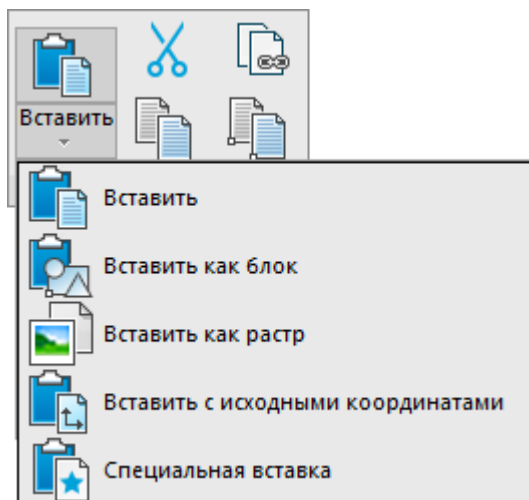 Вставить
Вставить
Вставить как блок
Вставить как растр
Вставить с исходными координатами
Специальная вставка